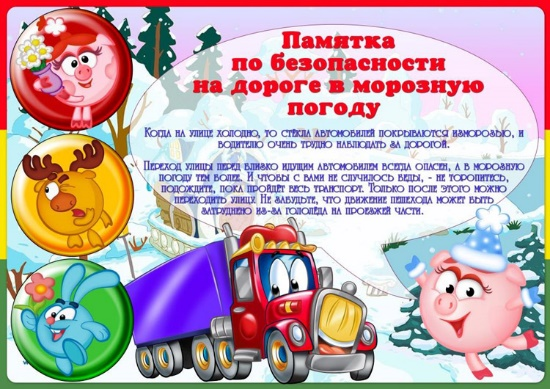 Памятка
по безопасности
на дороге в морозную
погоду
Когда на улице холодно, то стёкла автомобилей покрываются изморозью, и
водителю очень трудно наблюдать за дорогой.
Переход улицы перед близко идущим автомобилем всегда опасен, а в морозную
погоду тем более. И чтобы с вами не случилось беды, - не торопитесь,
подождите, пока пройдёт весь транспорт. Только после этого можно
переходить улицу. Не забудьте, что движение пешехода может быть
затруднено из-за гололёда на проезжей части.